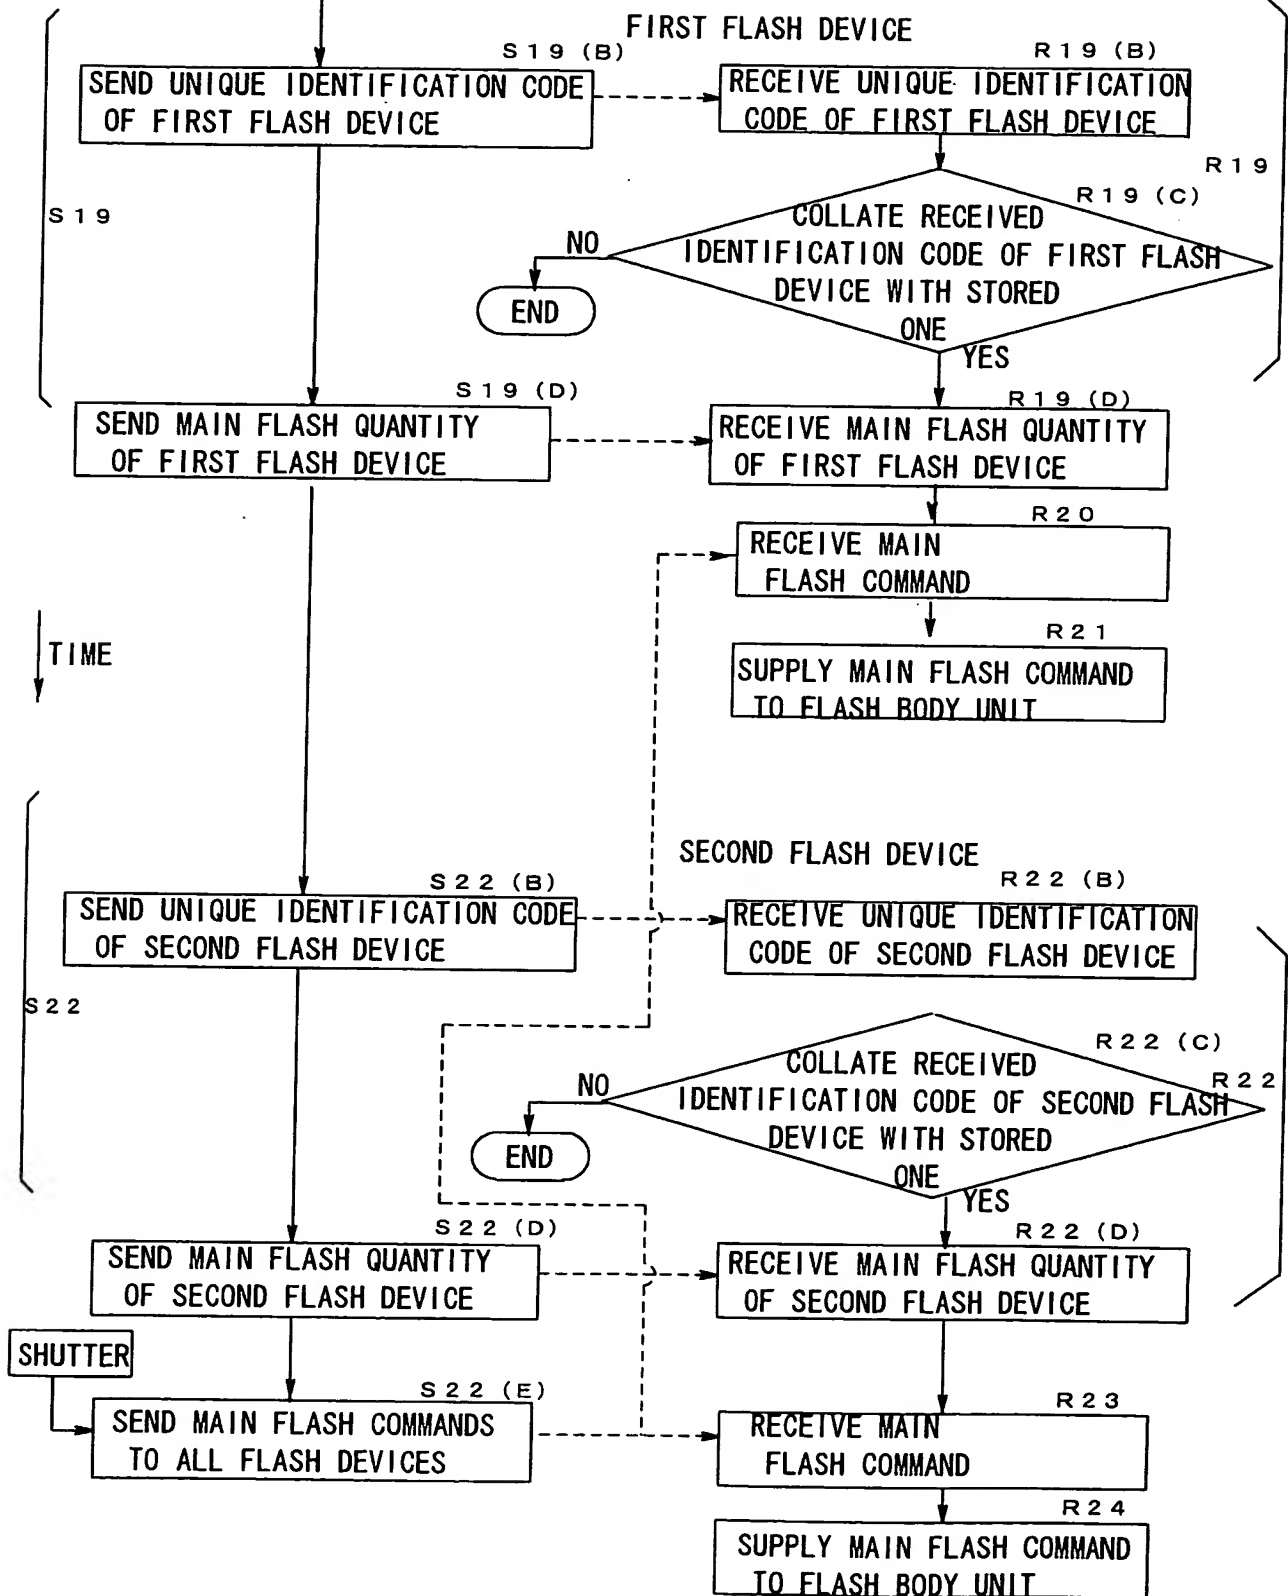 FIRST FLASH DEVICE
S19 (B)
R19 (B)
SEND UNIQUE IDENTIFICATION CODE
OF FIRST FLASH DEVICE
RECEIVE UNIQUE IDENTIFICATION
CODE OF FIRST FLASH DEVICE
R19
S19
R19 (C)
COLLATE RECEIVED
IDENTIFICATION CODE OF FIRST FLASH
DEVICE WITH STORED
ONE
NO
END
YES
S19 (D)
R19 (D)
SEND MAIN FLASH QUANTITY
OF FIRST FLASH DEVICE
RECEIVE MAIN FLASH QUANTITY
OF FIRST FLASH DEVICE
R20
RECEIVE MAIN
FLASH COMMAND
TIME
R21
SUPPLY MAIN FLASH COMMAND
TO FLASH BODY UNIT
SECOND FLASH DEVICE
S22 (B)
R22 (B)
SEND UNIQUE IDENTIFICATION CODE
OF SECOND FLASH DEVICE
RECEIVE UNIQUE IDENTIFICATION
CODE OF SECOND FLASH DEVICE
S22
R22 (C)
R22
COLLATE RECEIVED
IDENTIFICATION CODE OF SECOND FLASH
DEVICE WITH STORED
ONE
NO
END
YES
S22 (D)
R22 (D)
SEND MAIN FLASH QUANTITY
OF SECOND FLASH DEVICE
RECEIVE MAIN FLASH QUANTITY
OF SECOND FLASH DEVICE
SHUTTER
S22 (E)
SEND MAIN FLASH COMMANDS
TO ALL FLASH DEVICES
R23
RECEIVE MAIN
FLASH COMMAND
R24
SUPPLY MAIN FLASH COMMAND
TO FLASH BODY UNIT